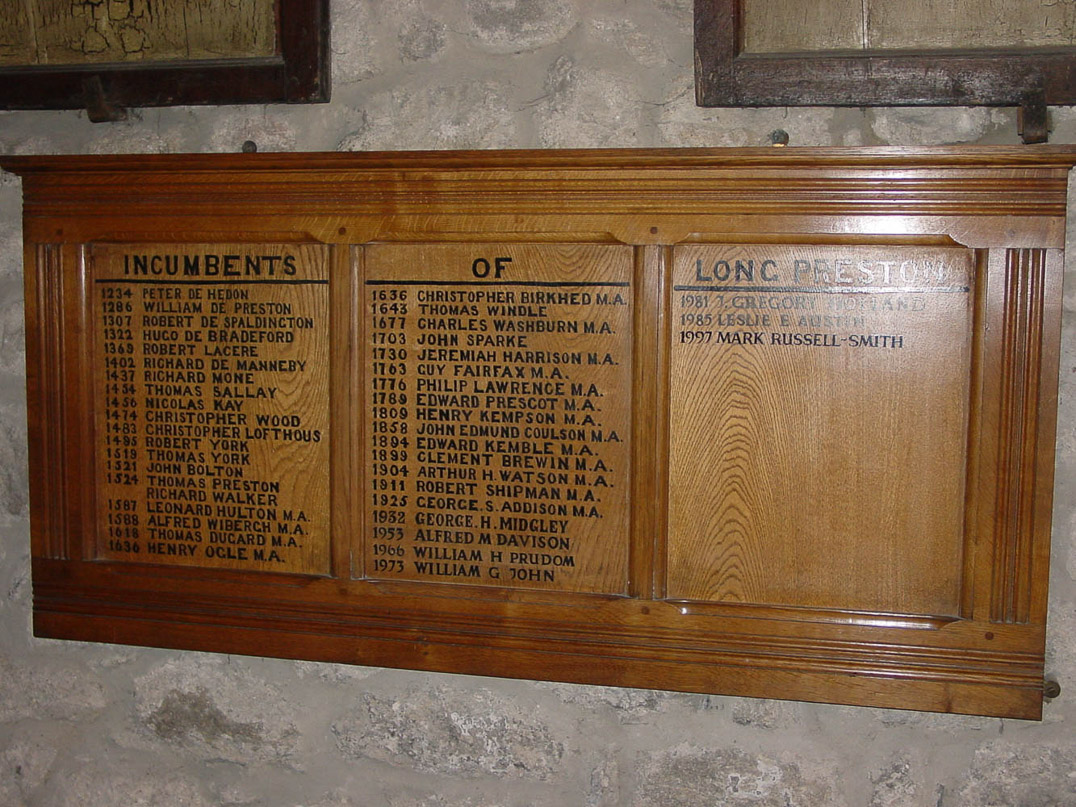 INCUMBENTS
1234 PETER DE HEDON
1286 WILLIAM DE PRESTON
1307 ROBERT DE SPALDINGTON
1322 HUGO DE BRADEFORD
1369 ROBERT LACERE
1402 RICHARD DE MANNEBY
1437 RICHARD MONE
1454 THOMAS SALLAY
1456 NICOLAS KAY
1474 CHRISTOPHER WOOD
1483 CHRISTOPHER LOFTHOUS
1495 ROBERT YORK
1519 THOMAS YORK
1521 JOHN BOLTON
1524 THOMAS PRESTON
RICHARD WALKER
1587 LEONARD HULTON M.A.
1588 ALFRED WIBERGH M.A.
1618 THOMAS DUCARD M.A.
1636 HENRY OGLE M.A.
OF
1636 CHRISTOPHER BIRKHED M.A.
1643 THOMAS WINDLE
1677 CHARLES WASHBURN M.A.
1703 JOHN SPARKE
1730 JEREMIAH HARRISON M.A.
1763 GUY FAIRFAX M.A.
1776 PHILIP LAWRENCE M.A.
1789 EDWARD PRESCOT M.A.
1809 HENRY KEMPSON M.A.
1858 JOHN EDMUND COULSON M.A.
1894 EDWARD KEMBLE M.A.
1899 CLEMENT BREWIN M.A.
1904 ARTHUR H. WATSON M.A.
1911 ROBERT SHIPMAN M.A.
1925 GEORGE. S. ADDISON M.A.
1932 GEORGE. H. MIDGLEY
1953 ALFRED M DAVISON
1966 WILLIAM H PRUDOM
1973 WILLIAM G JOHN
LONG PRESTON
1981 J. GREGORY
1985 LESLIE E AUSTIN
1997 MARK RUSSELL-SMITH